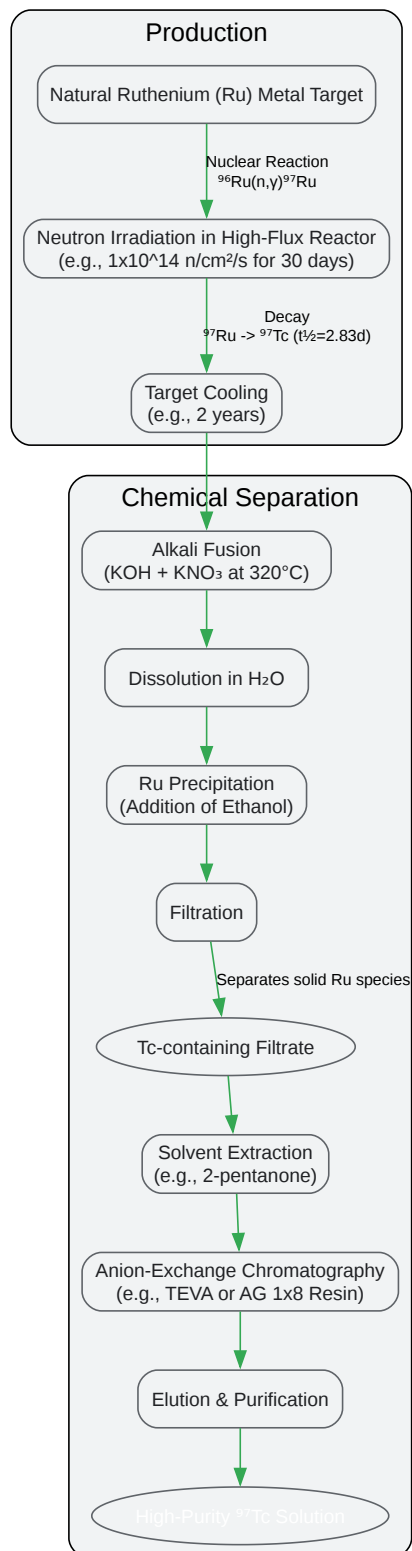 Production
Natural Ruthenium (Ru) Metal Target
Nuclear Reaction
⁹⁶Ru(n,γ)⁹⁷Ru
Neutron Irradiation in High-Flux Reactor
(e.g., 1x10^14 n/cm²/s for 30 days)
Decay
⁹⁷Ru -> ⁹⁷Tc (t½=2.83d)
Target Cooling
(e.g., 2 years)
Chemical Separation
Alkali Fusion
(KOH + KNO₃ at 320°C)
Dissolution in H₂O
Ru Precipitation
(Addition of Ethanol)
Filtration
Separates solid Ru species
Tc-containing Filtrate
Solvent Extraction
(e.g., 2-pentanone)
Anion-Exchange Chromatography
(e.g., TEVA or AG 1x8 Resin)
Elution & Purification
High-Purity ⁹⁷Tc Solution